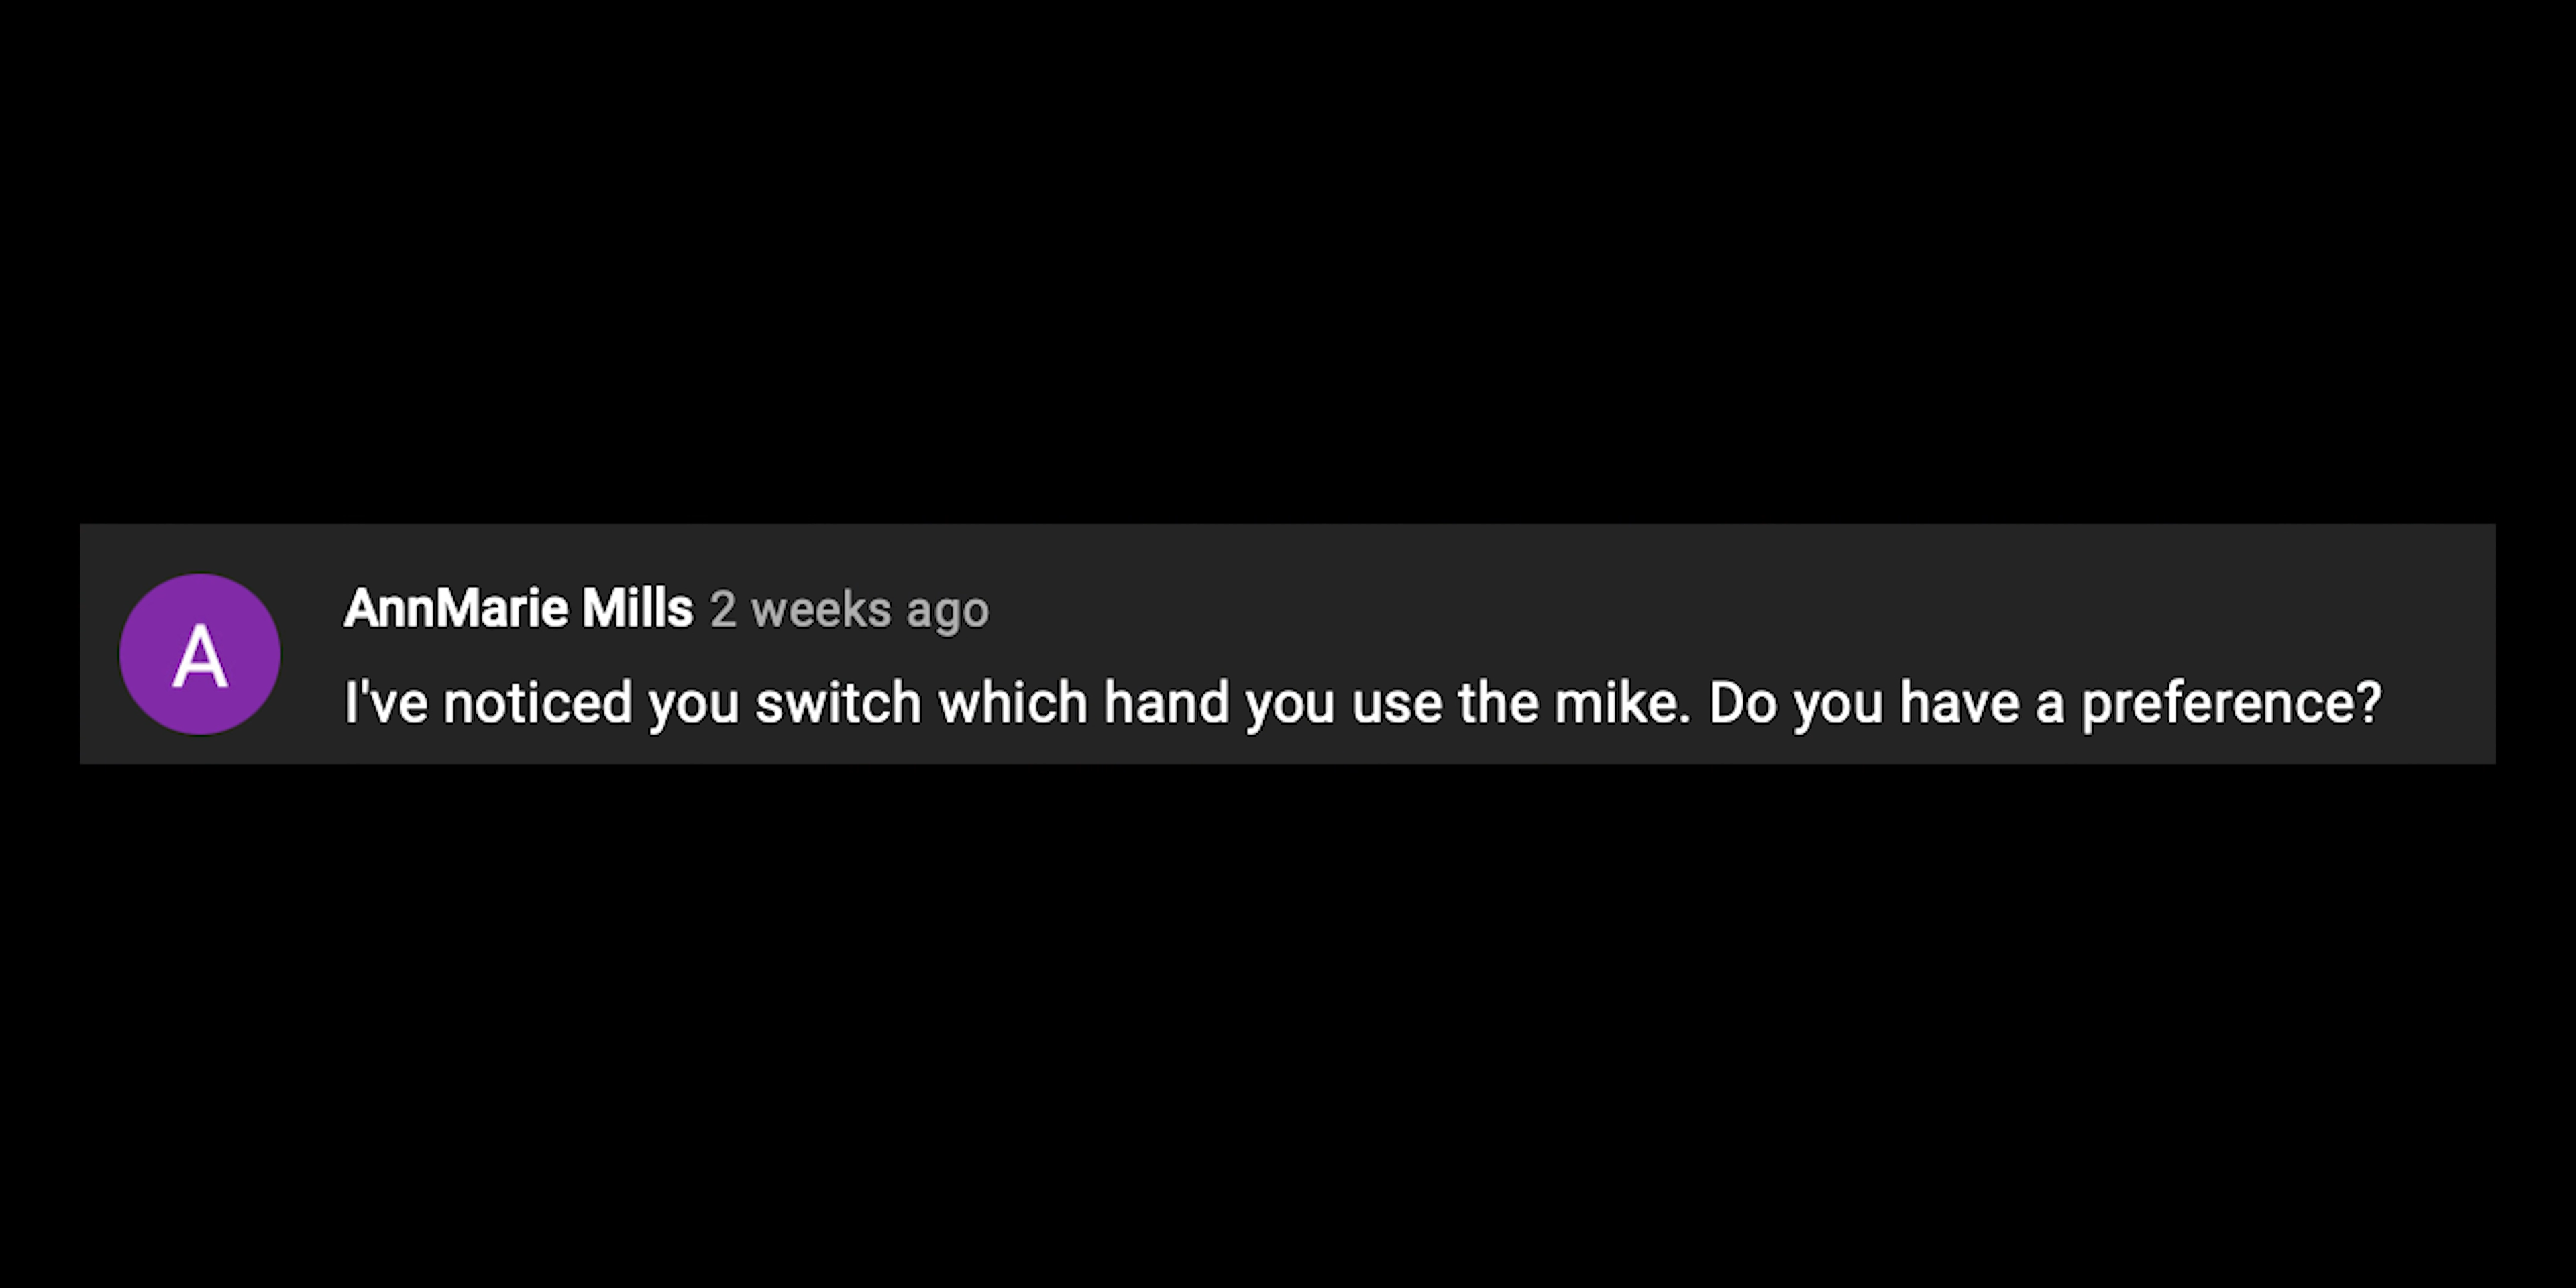 A
AnnMarie Mills 2 weeks ago
I've noticed you switch which hand you use the mike. Do you have a preference?